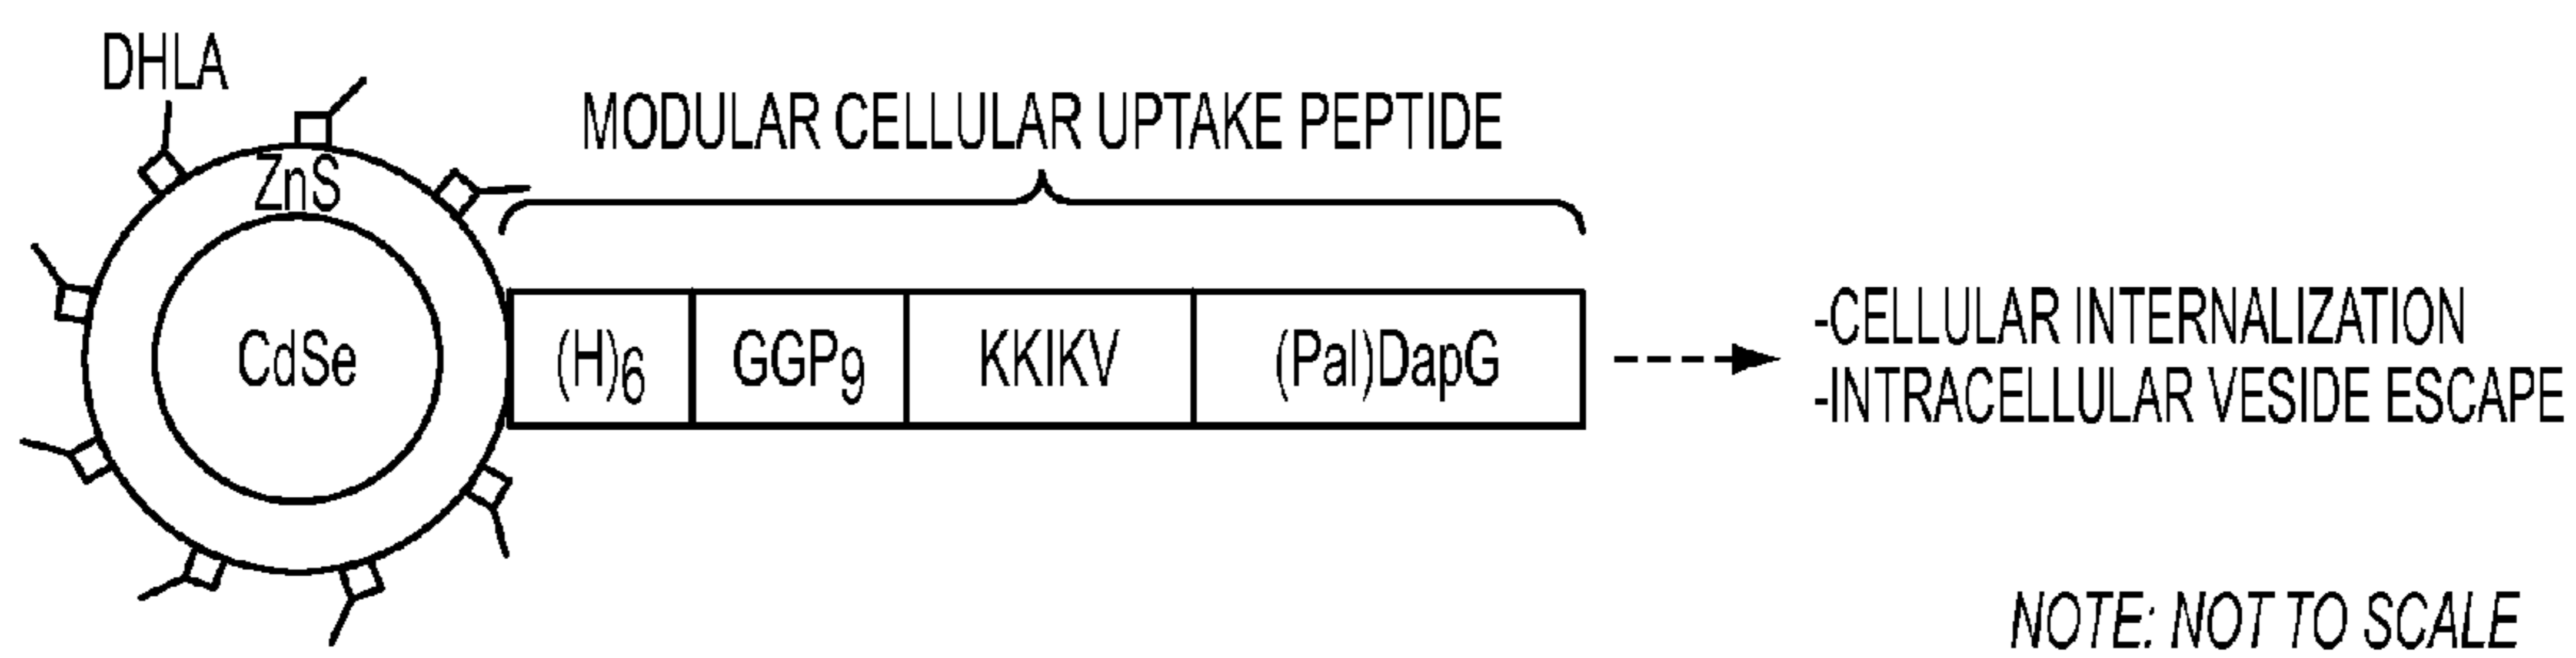 DHLA
MODULAR CELLULAR UPTAKE PEPTIDE
ZnS
CdSe
(H)6
GGP9
KKIKV
(Pal)DapG
-CELLULAR INTERNALIZATION
-INTRACELLULAR VESIDE ESCAPE
NOTE: NOT TO SCALE